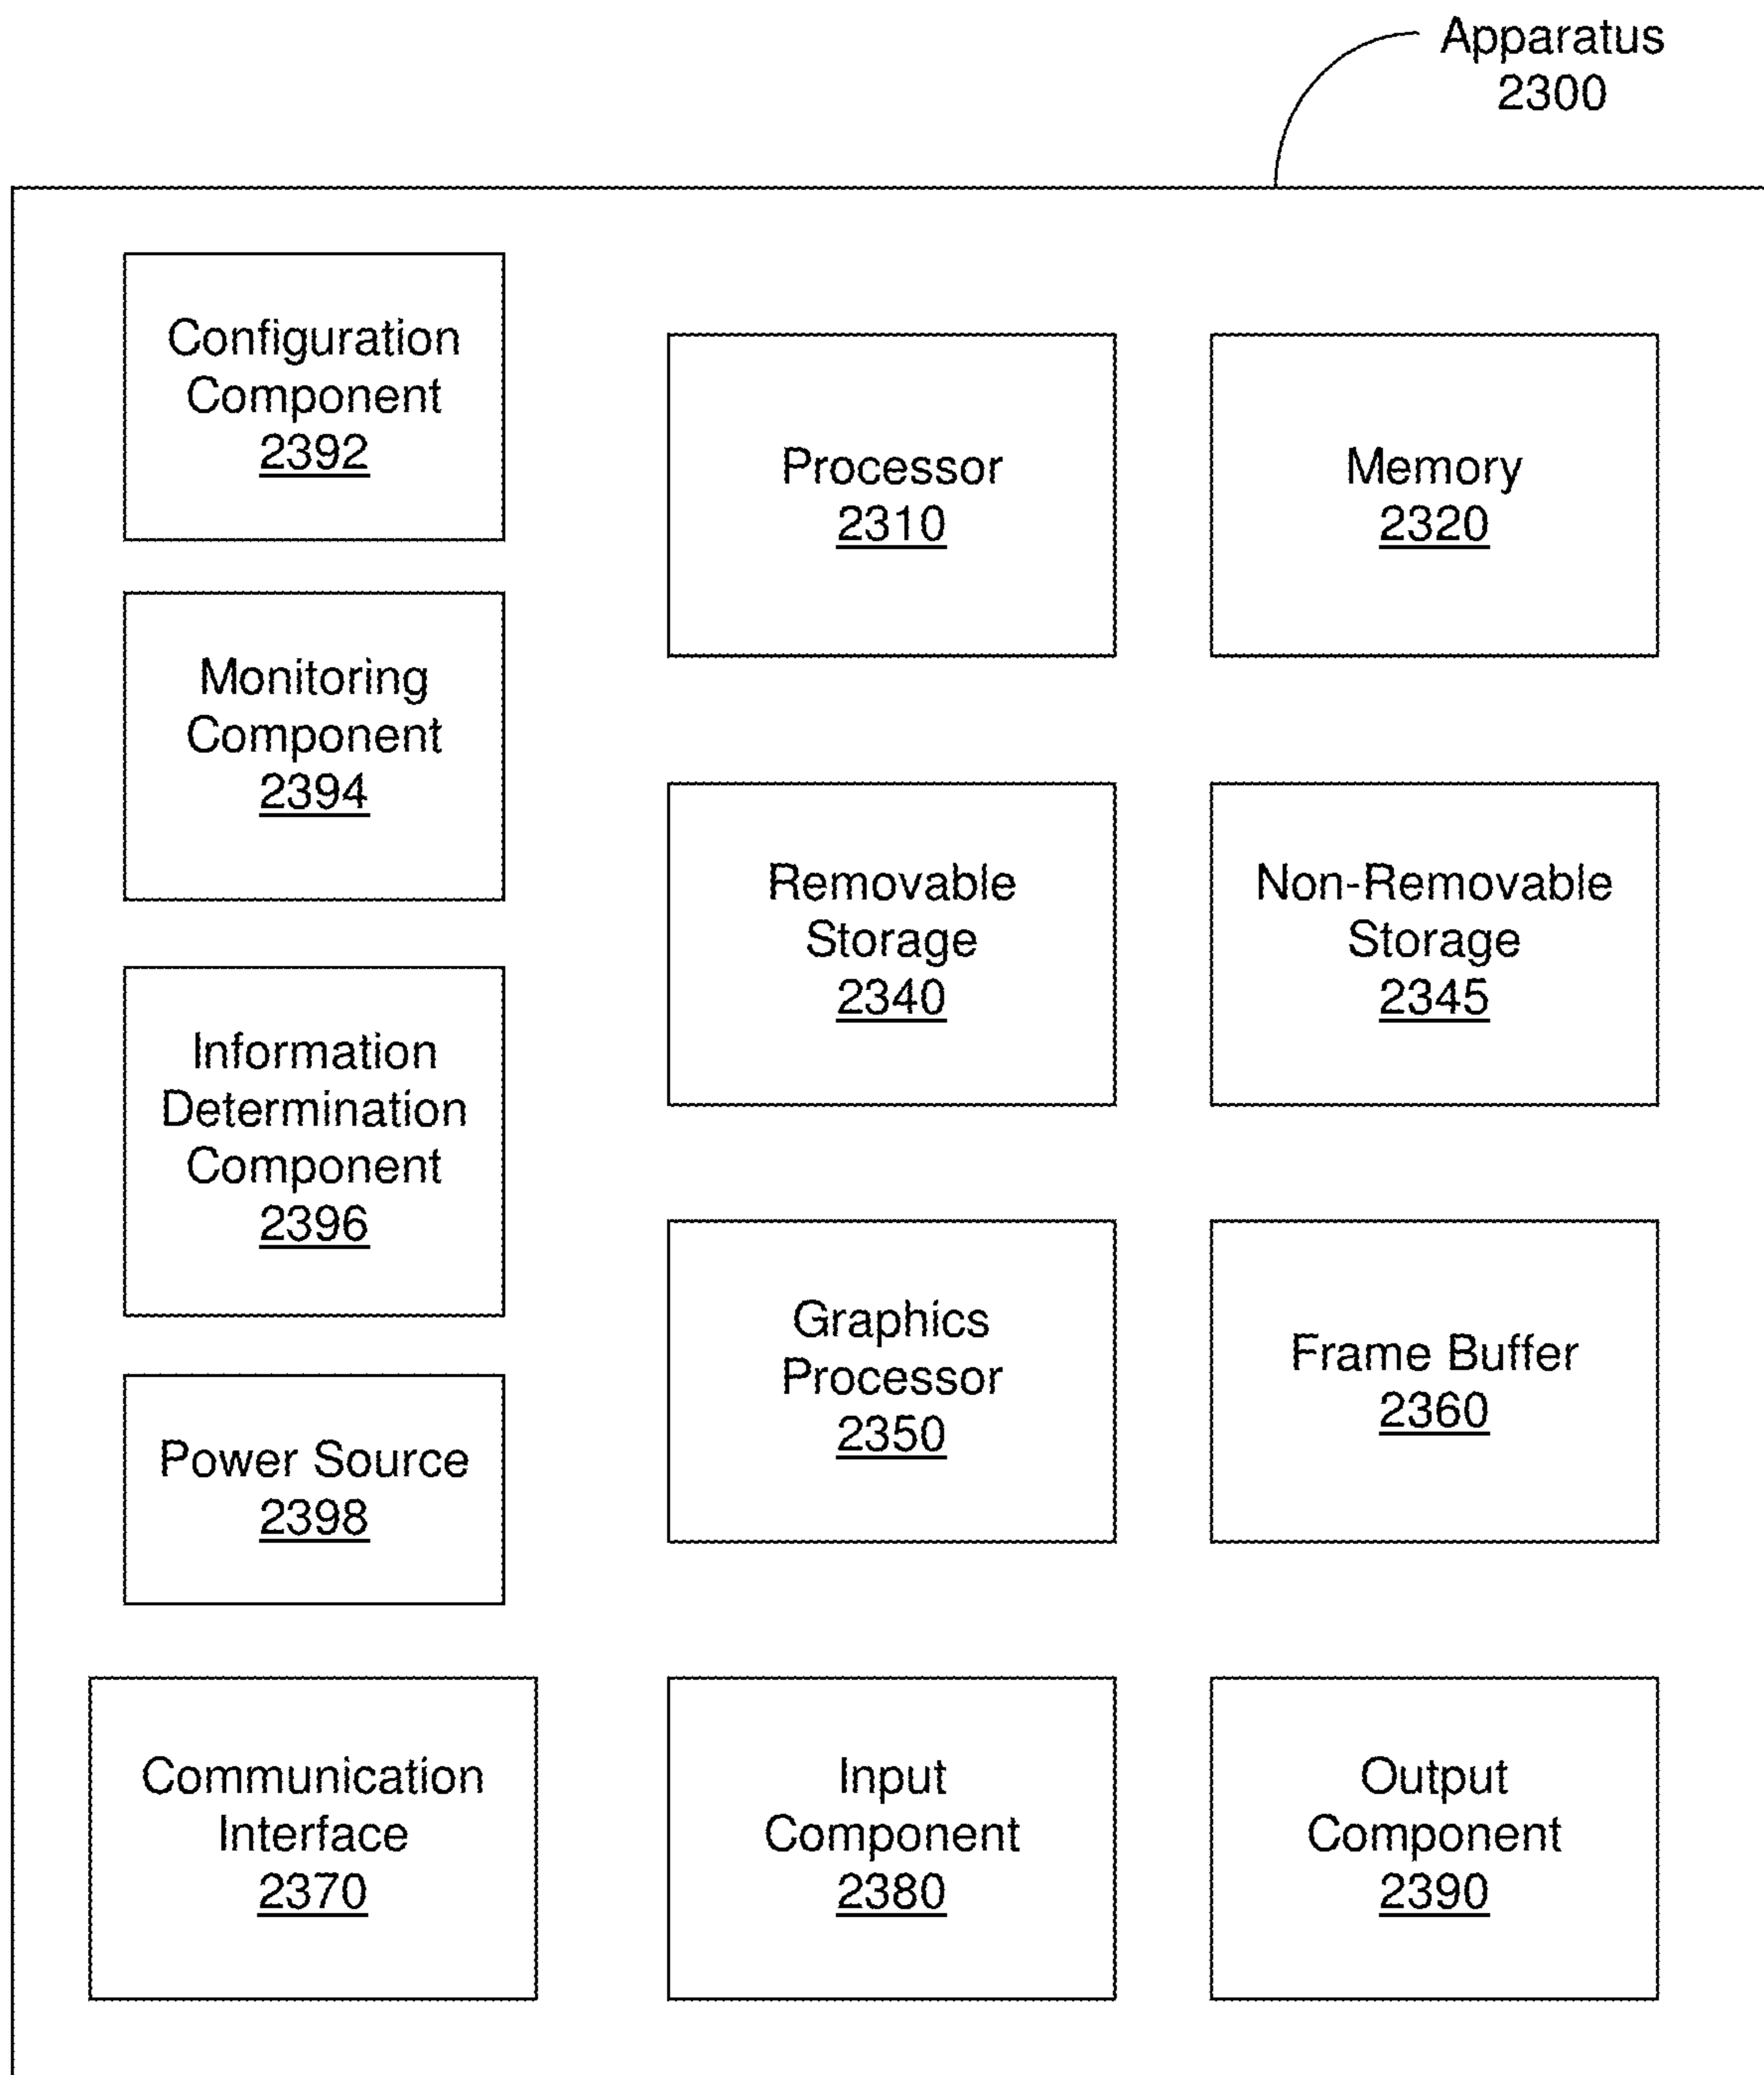 Apparatus
2300
Configuration
Component
2392
Processor
2310
Memory
2320
Monitoring
Component
2394
Removable
Storage
2340
Non-Removable
Storage
2345
Information
Determination
Component
2396
Graphics
Processor
2350
Frame Buffer
2360
Power Source
2398
Communication
Interface
2370
Input
Component
2380
Output
Component
2390